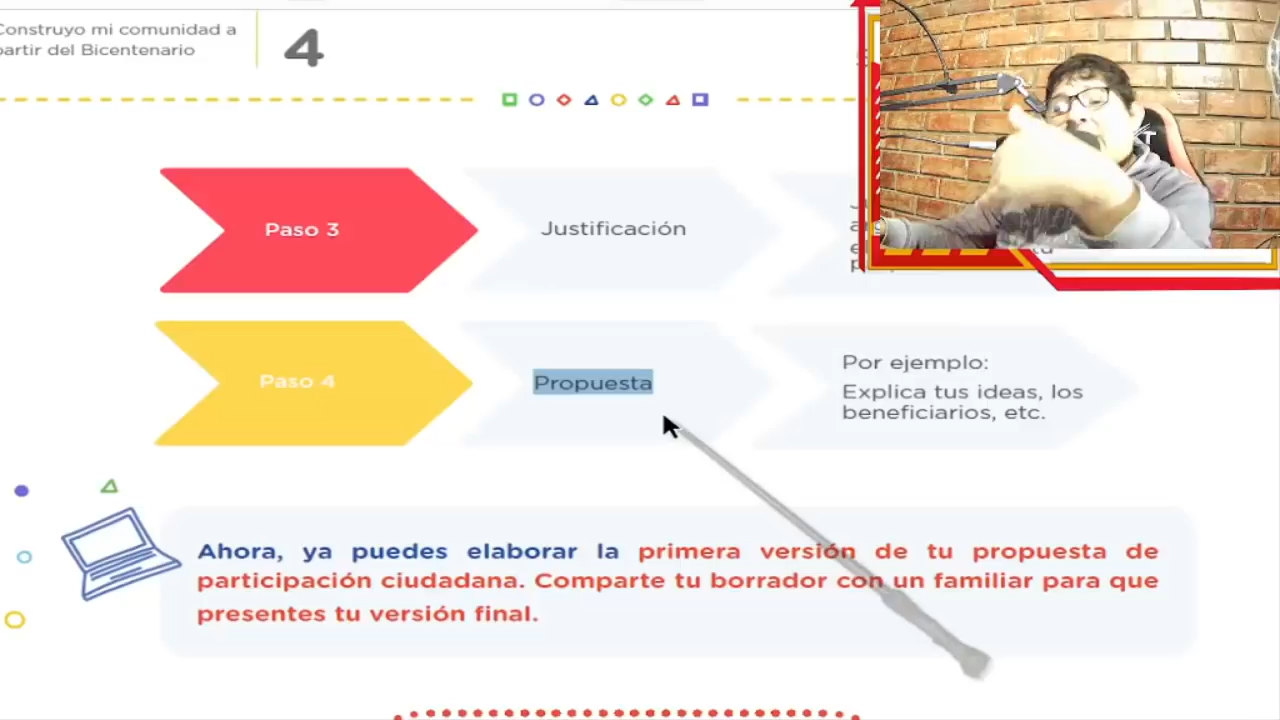 Construyo mi comunidad a
partir del Bicentenario
4
Paso 3
Justificación
Paso 4
Propuesta
Por ejemplo:
Explica tus ideas, los
beneficiarios, etc.
Ahora, ya puedes elaborar la primera versión de tu propuesta de
participación ciudadana. Comparte tu borrador con un familiar para que
presentes tu versión final.